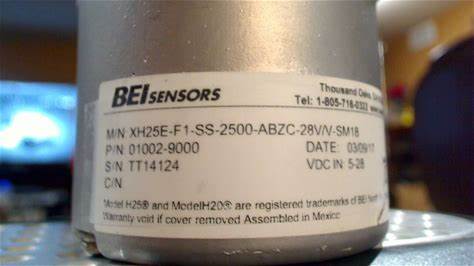 BEI SENSORS
Thousand Oaks,
Tel: 1-805-716-0322
M/N XH25E-F1-SS-2500-ABZC-28V/V-SM18
P/N 01002-9000 DATE: 03/09/17
S/N TT14124 VDC IN 5-28
C/N
Model H25® and ModelH20® are registered trademarks of BEI
Warranty void if cover removed Assembled in Mexico